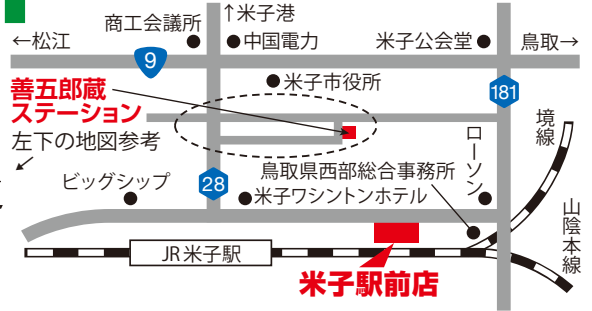 ↑米子港
商工会議所
←松江
中国電力
米子公会堂
鳥取→
9
善五郎蔵
ステーション
米子市役所
181
左下の地図参考
境線
ローソン
鳥取県西部総合事務所
ビッグシップ
28
米子ワシントンホテル
山陰本線
JR米子駅
米子駅前店